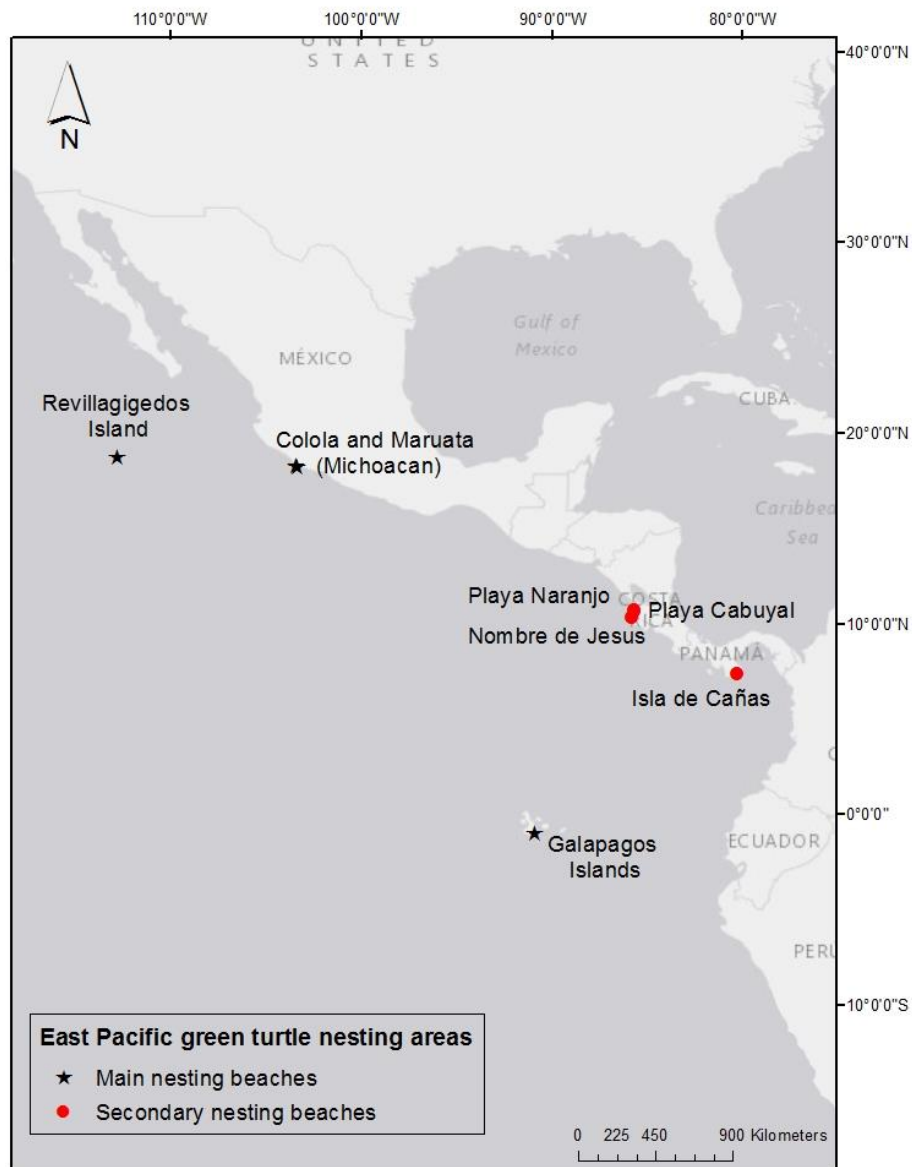 110°0'0"W
100°0'0"W
90°0'0"W
80°0'0"W
UNITED
STATES
40°0'0"N
N
30°0'0"N
Gulf of
Mexico
MÉXICO
CUBA
Revillagigedos
Island
20°0'0"N
Colola and Maruata
(Michoacan)
Caribbea
Sea
Playa Naranjo
COSTA
RICA
Playa Cabuyal
10°0'0"N
Nombre de Jesus
PANAMÁ
Isla de Cañas
C
0°0'0"
Galapagos
Islands
ECUADOR
PERU
10°0'0"S
East Pacific green turtle nesting areas
Main nesting beaches
Secondary nesting beaches
0 225 450 900 Kilometers